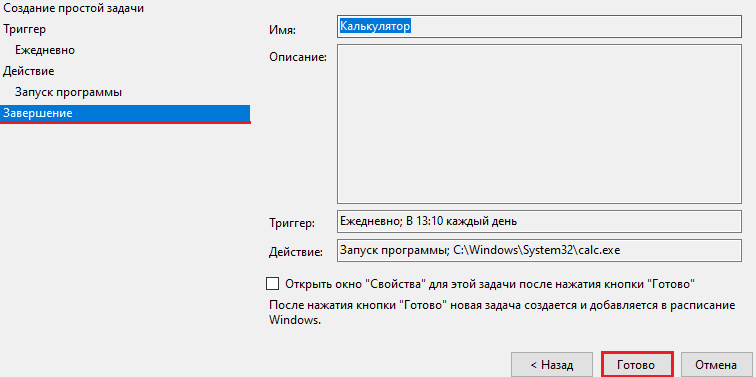 Создание простой задачи
Триггер
Ежедневно
Действие
Запуск программы
Завершение
Имя: Калькулятор
Описание:
Триггер: Ежедневно; В 13:10 каждый день
Действие: Запуск программы; C:\Windows\System32\calc.exe
Открыть окно "Свойства" для этой задачи после нажатия кнопки "Готово"
После нажатия кнопки "Готово" новая задача создается и добавляется в расписание
Windows.
< Назад Готово Отмена